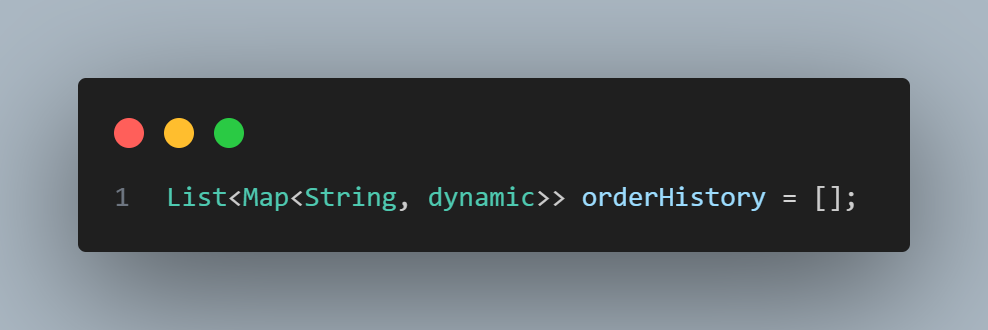 1 List<Map<String, dynamic>> orderHistory = [];